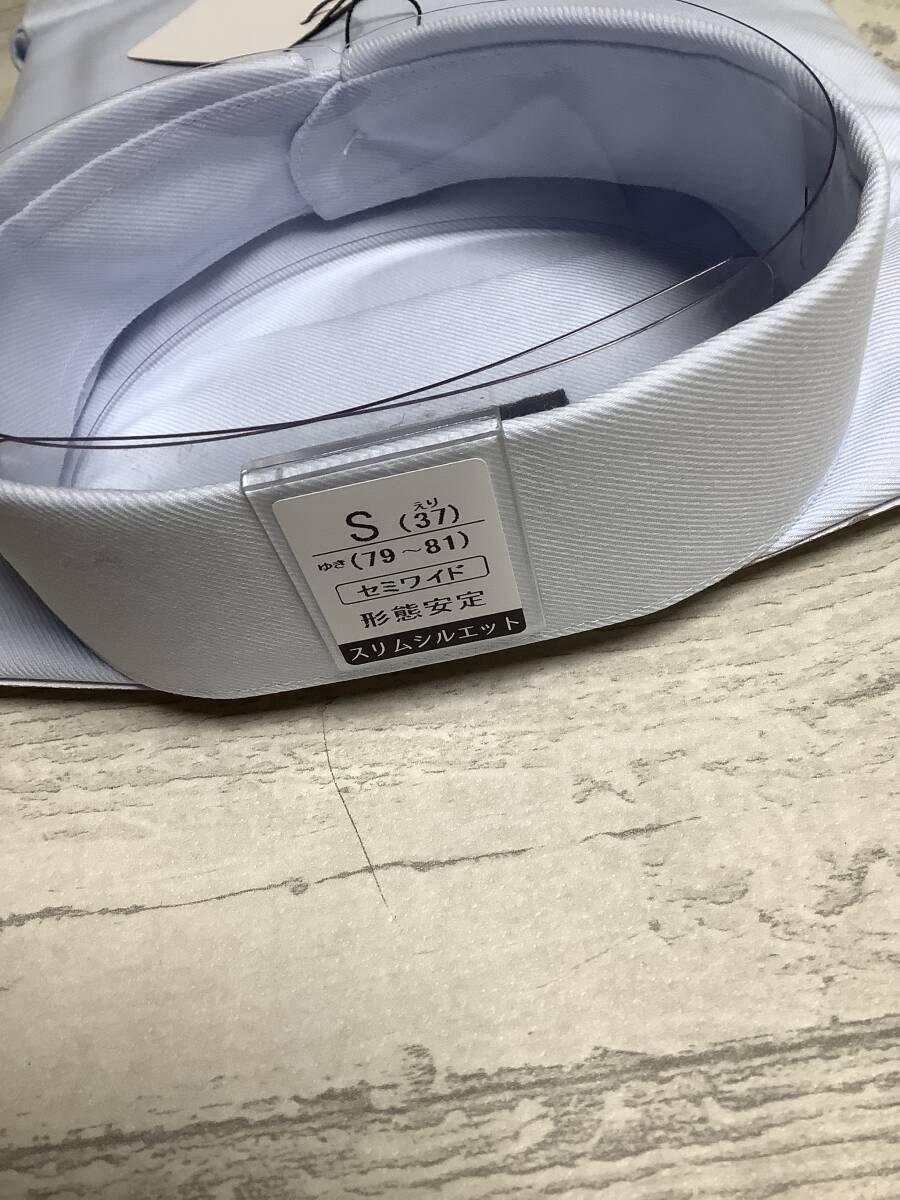 えり
S (37)
ゆき(79～81)
セミワイド
形態安定
スリムシルエット